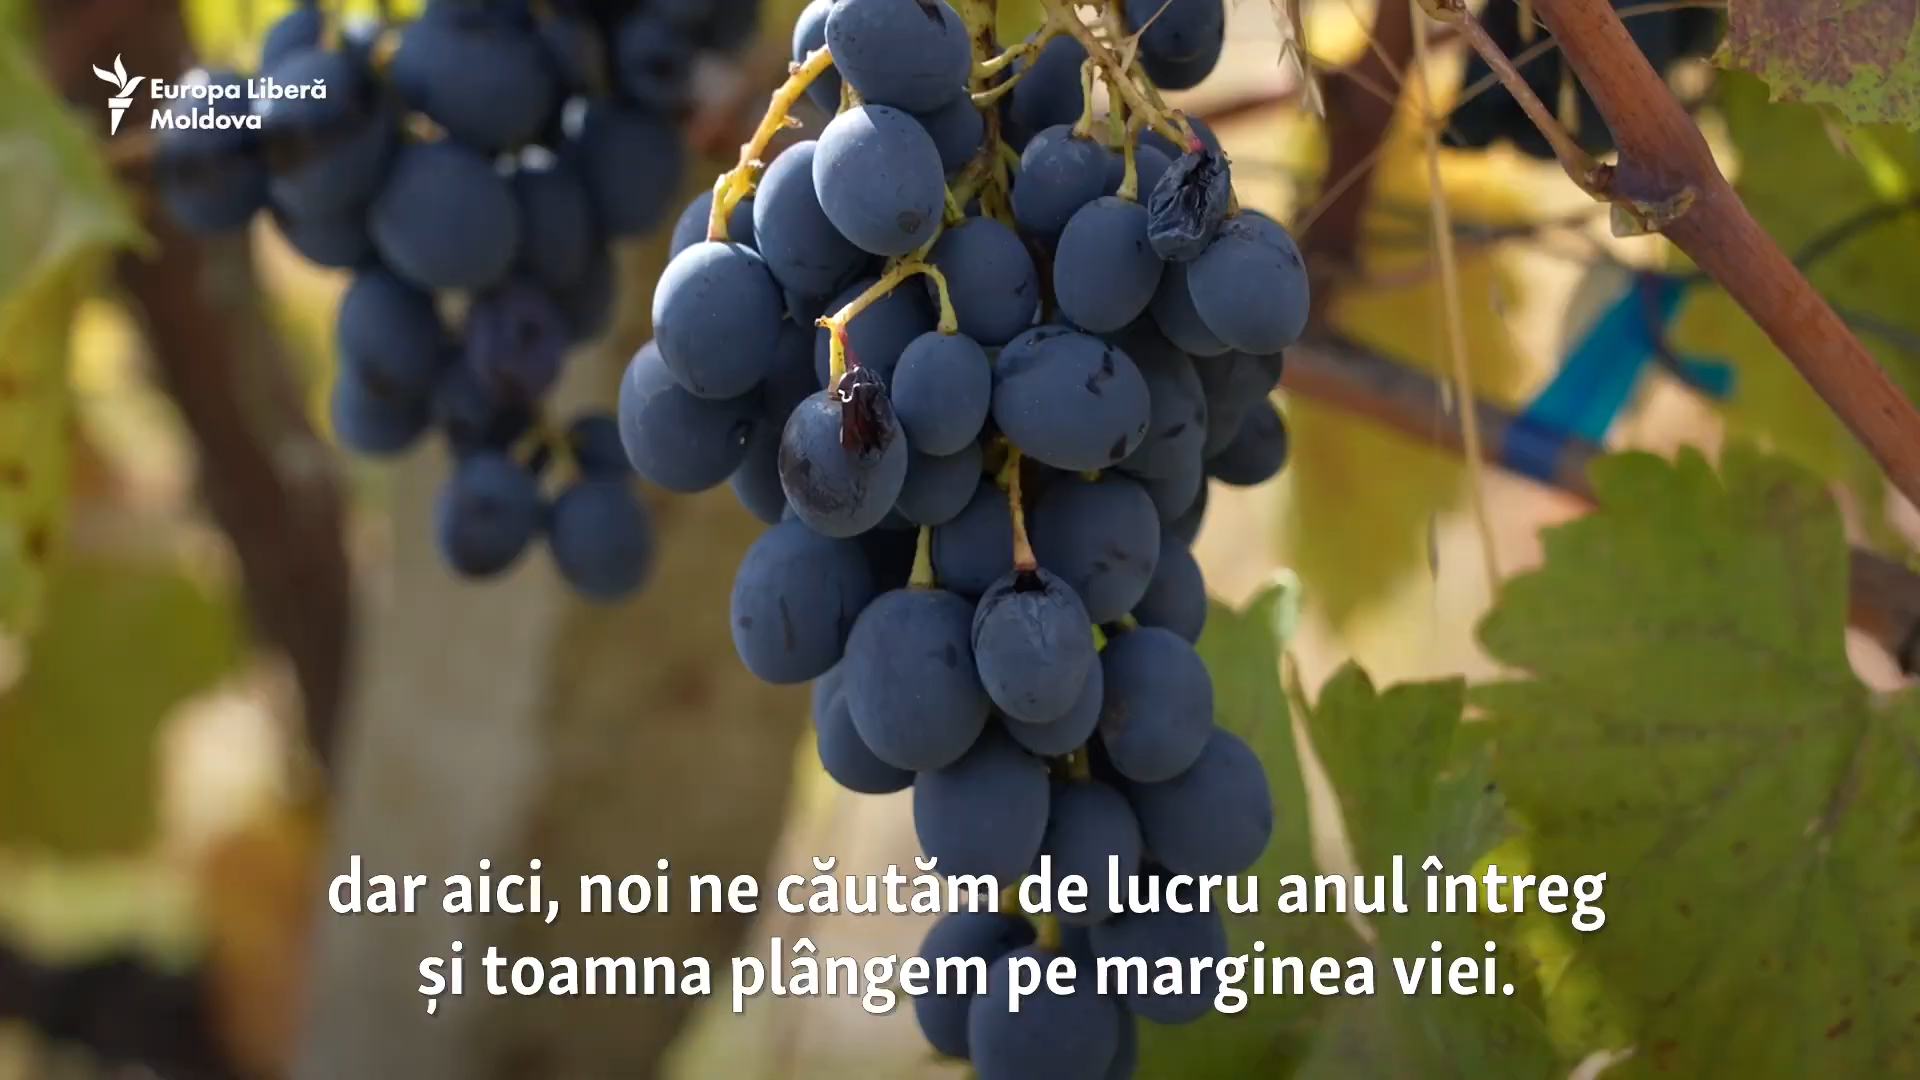 Europa Liberă
Moldova
dar aici, noi ne căutăm de lucru anul întreg
și toamna plângem pe marginea viei.